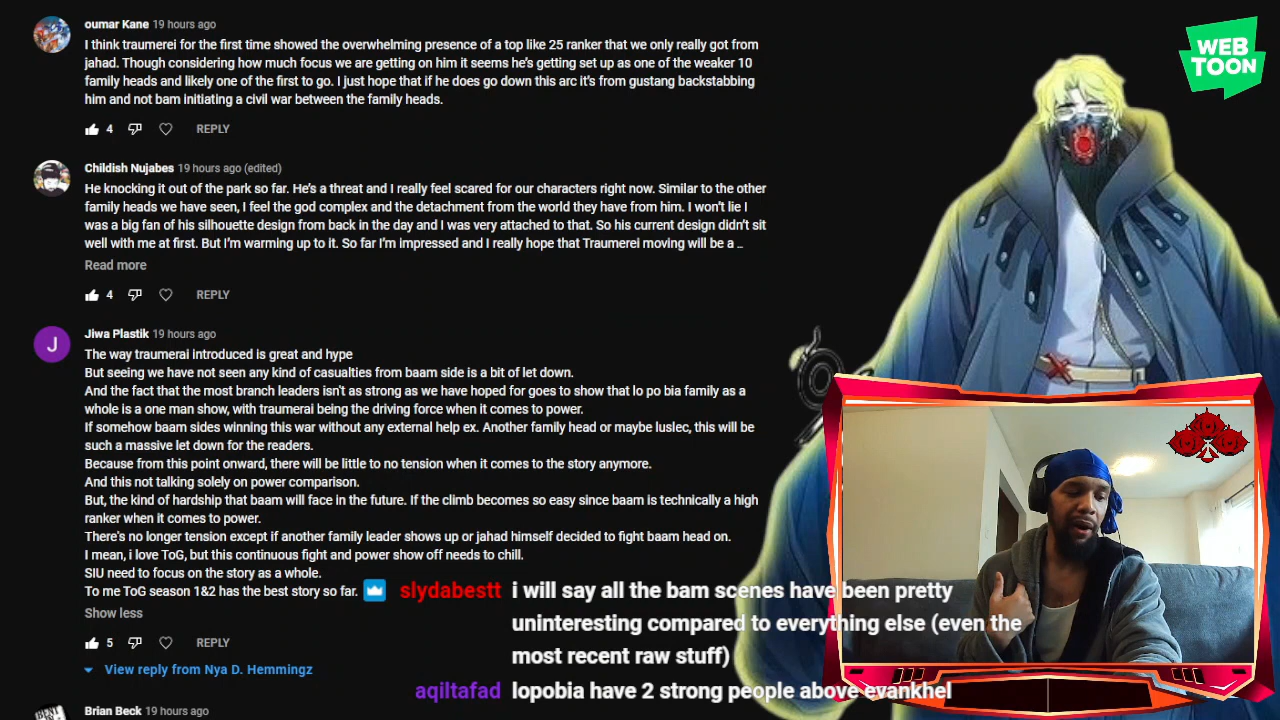 oumar Kane 19 hours ago
I think traumerei for the first time showed the overwhelming presence of a top like 25 ranker that we only really got from
jahad. Though considering how much focus we are getting on him it seems he's getting set up as one of the weaker 10
family heads and likely one of the first to go. I just hope that if he does go down this arc it's from gustang backstabbing
him and not bam initiating a civil war between the family heads.
4 REPLY
Childish Nujabes 19 hours ago (edited)
He knocking it out of the park so far. He's a threat and I really feel scared for our characters right now. Similar to the other
family heads we have seen, I feel the god complex and the detachment from the world they have from him. I won't lie I
was a big fan of his silhouette design from back in the day and I was very attached to that. So his current design didn't sit
well with me at first. But I'm warming up to it. So far I'm impressed and I really hope that Traumerei moving will be a ..
Read more
4 REPLY
J
Jiwa Plastik 19 hours ago
The way traumerai introduced is great and hype
But seeing we have not seen any kind of casualties from baam side is a bit of let down.
And the fact that the most branch leaders isn't as strong as we have hoped for goes to show that lo po bia family as a
whole is a one man show, with traumerai being the driving force when it comes to power.
If somehow baam sides winning this war without any external help ex. Another family head or maybe luslec, this will be
such a massive let down for the readers.
Because from this point onward, there will be little to no tension when it comes to the story anymore.
And this not talking solely on power comparison.
But, the kind of hardship that baam will face in the future. If the climb becomes so easy since baam is technically a high
ranker when it comes to power.
There's no longer tension except if another family leader shows up or jahad himself decided to fight baam head on.
I mean, i love ToG, but this continuous fight and power show off needs to chill.
SIU need to focus on the story as a whole.
To me ToG season 1&2 has the best story so far.
Show less
5 REPLY
View reply from Nya D. Hemmingz
Brian Beck 19 hours ago
slydabestt i will say all the bam scenes have been pretty
uninteresting compared to everything else (even the
most recent raw stuff)
aqiltafad lopobia have 2 strong people above evankhel
WEB
TOON